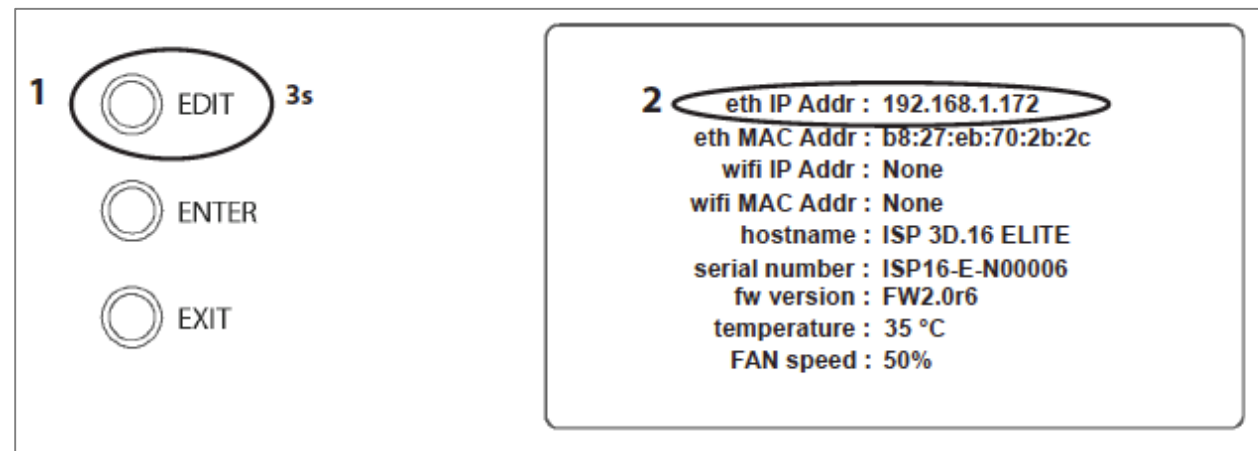 1 EDIT 3s
ENTER
EXIT
2 eth IP Addr : 192.168.1.172
eth MAC Addr : b8:27:eb:70:2b:2c
wifi IP Addr : None
wifi MAC Addr : None
hostname : ISP 3D.16 ELITE
serial number : ISP16-E-N00006
fw version : FW2.0r6
temperature : 35 °C
FAN speed : 50%